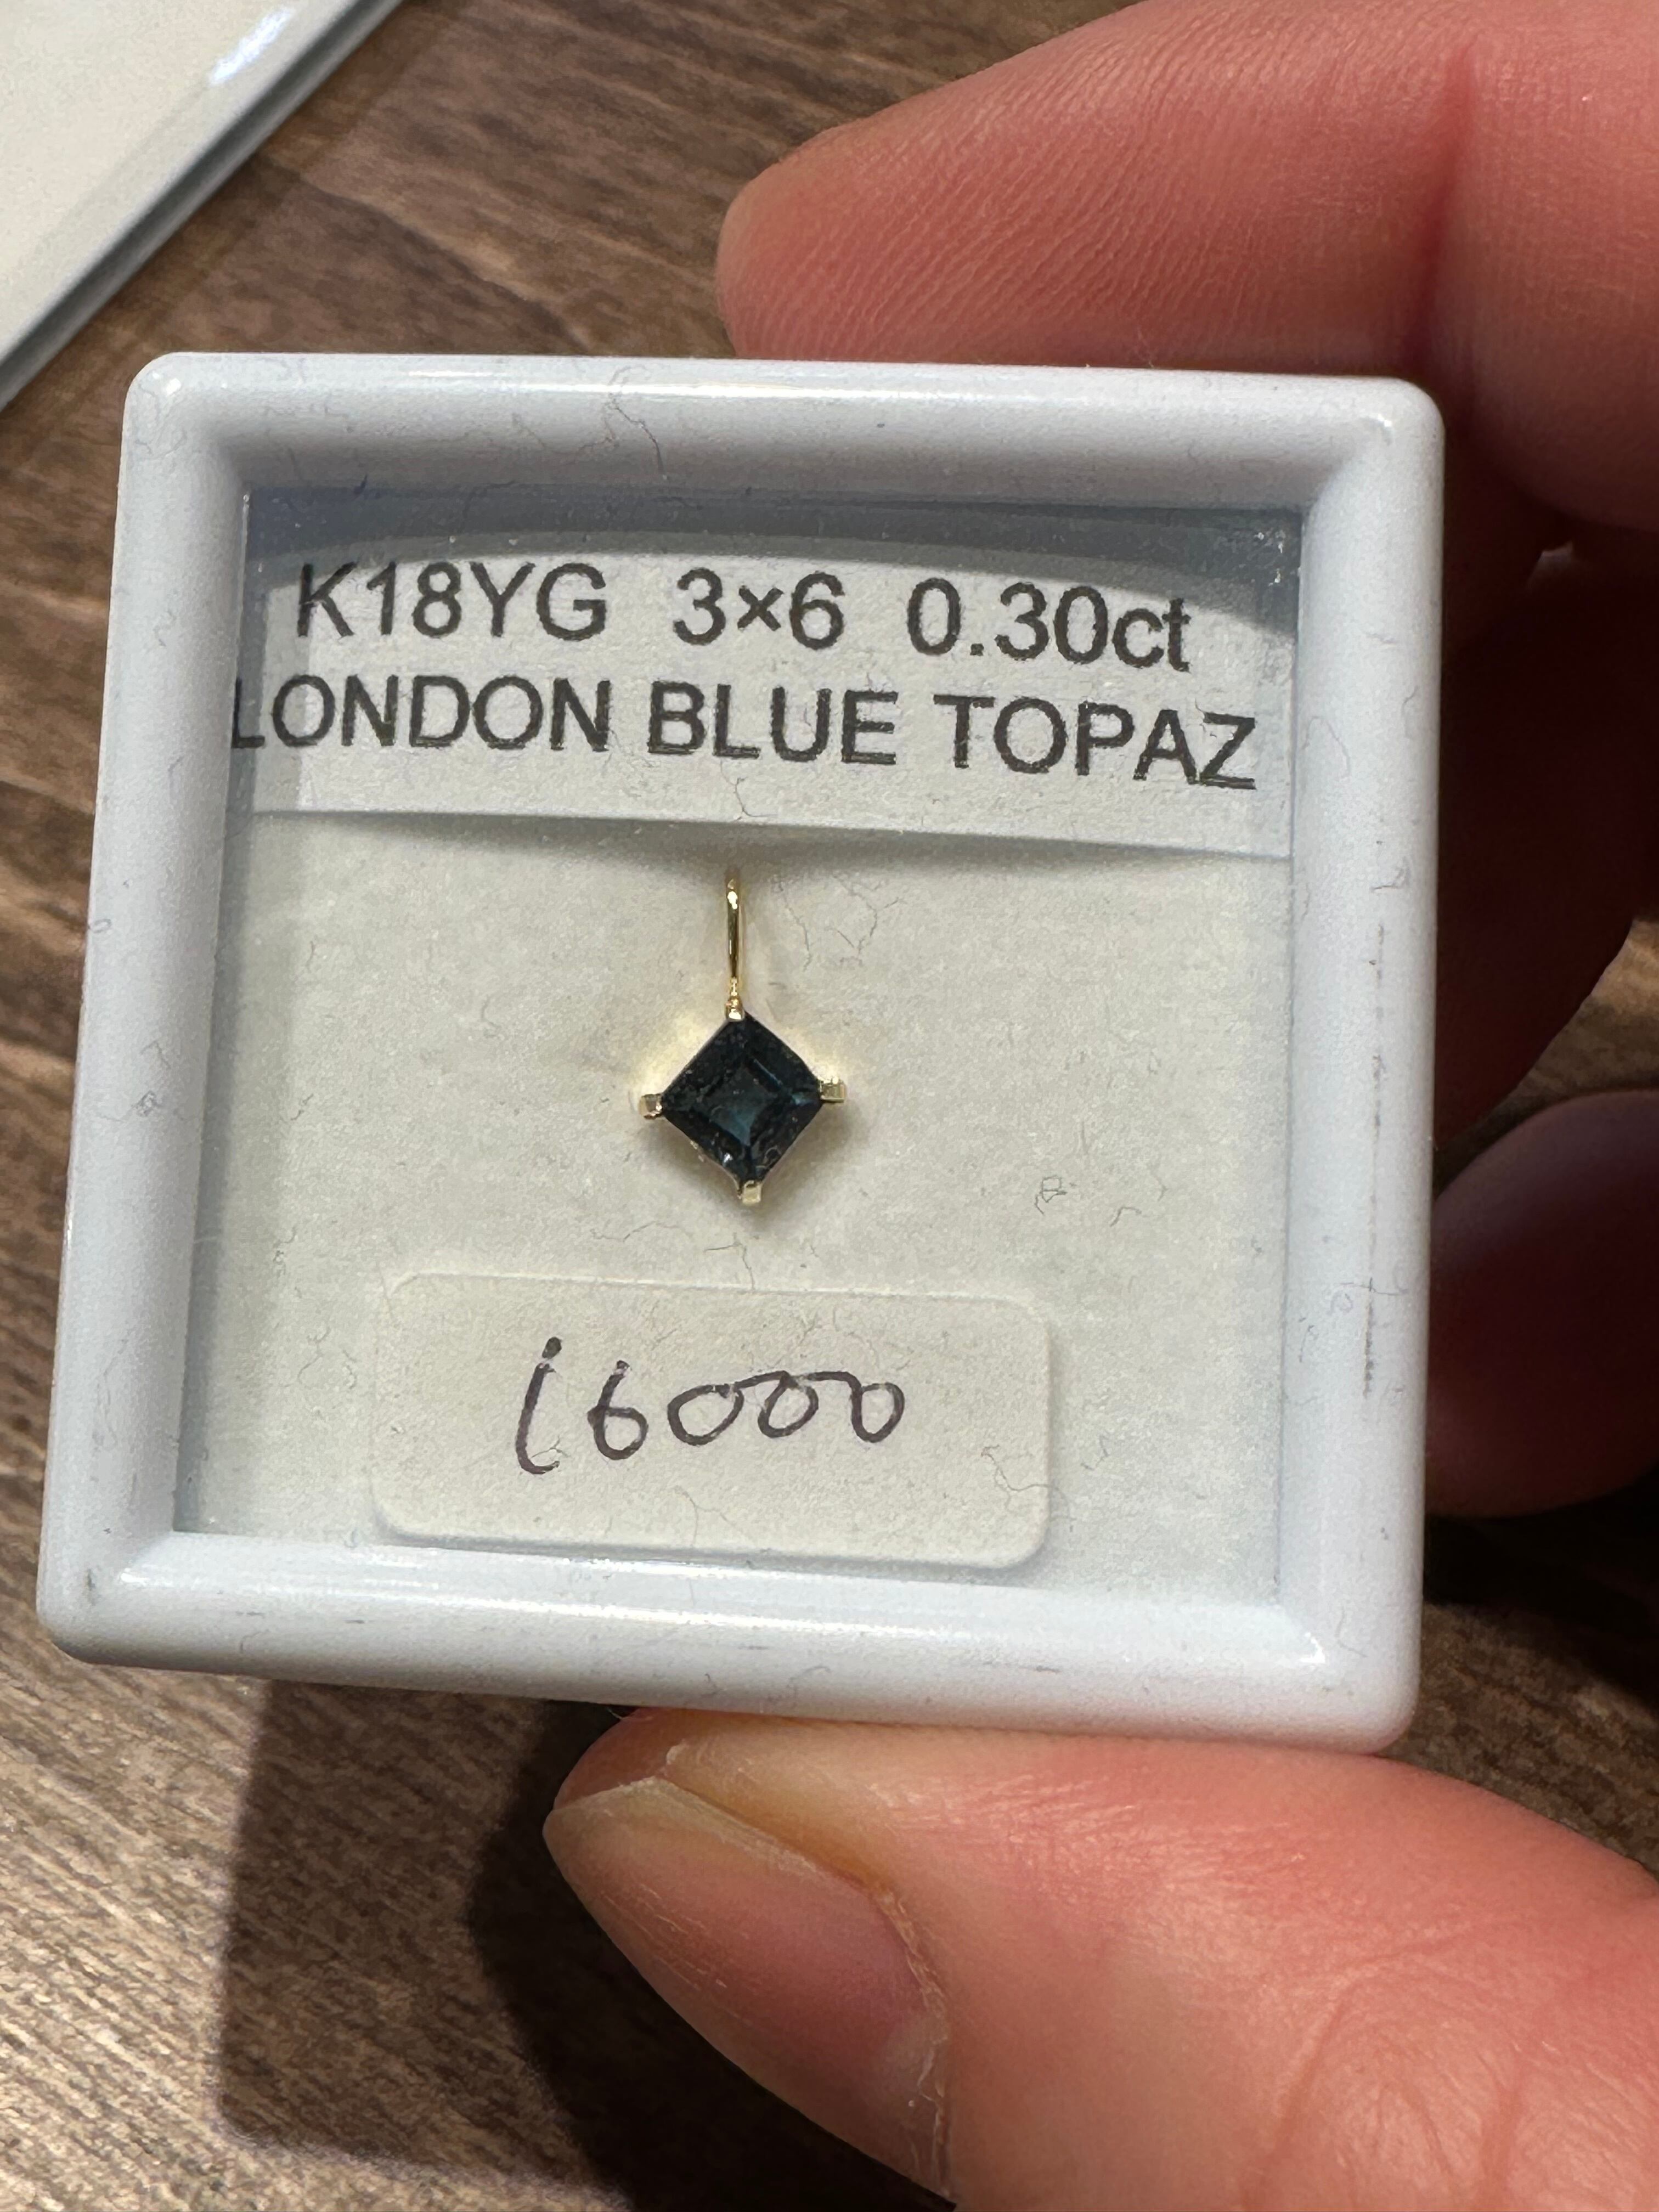 K18YG 3×6 0.30ct
LONDON BLUE TOPAZ
16000